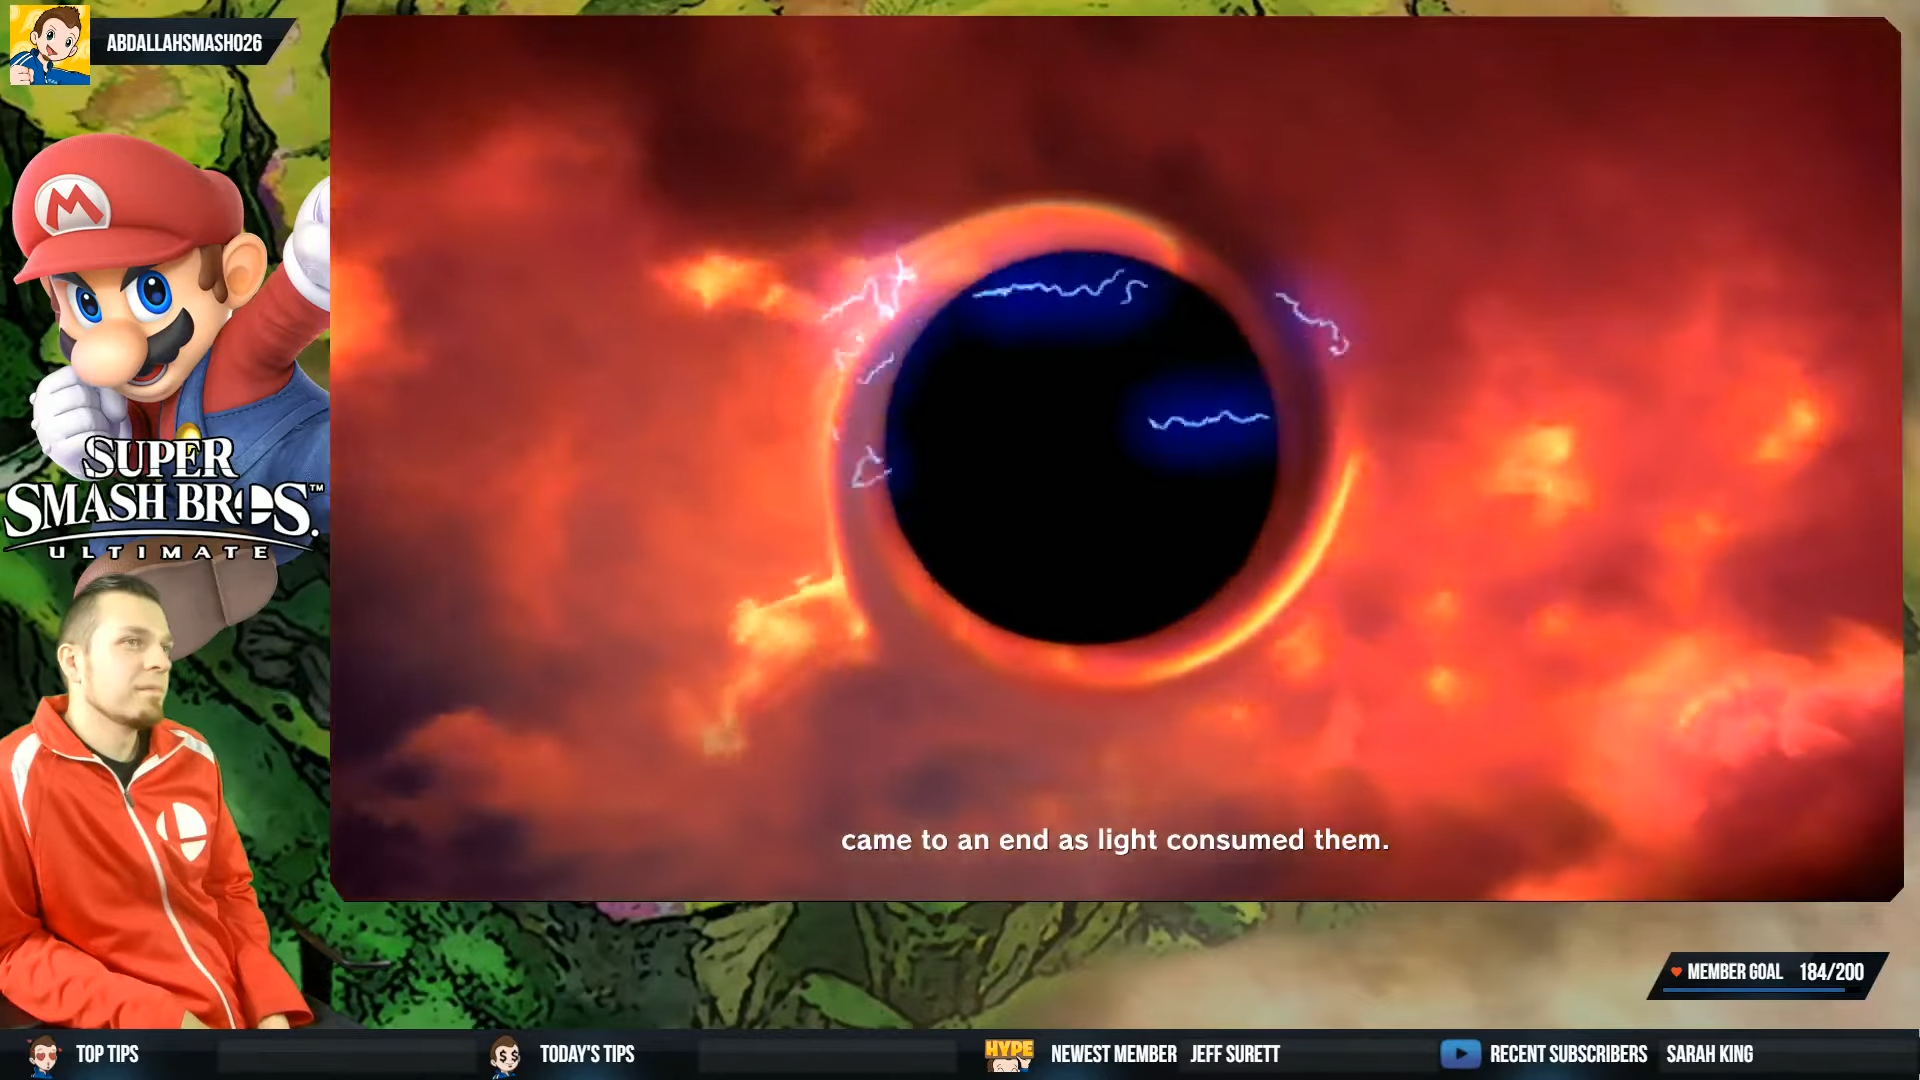 ABDALLAHSMASH026
M
SUPER
SMASH BROS.™
ULTIMATE
came to an end as light consumed them.
MEMBER GOAL 184/200
TOP TIPS
TODAY'S TIPS
HYPE
NEWEST MEMBER JEFF SURETT
RECENT SUBSCRIBERS SARAH KING